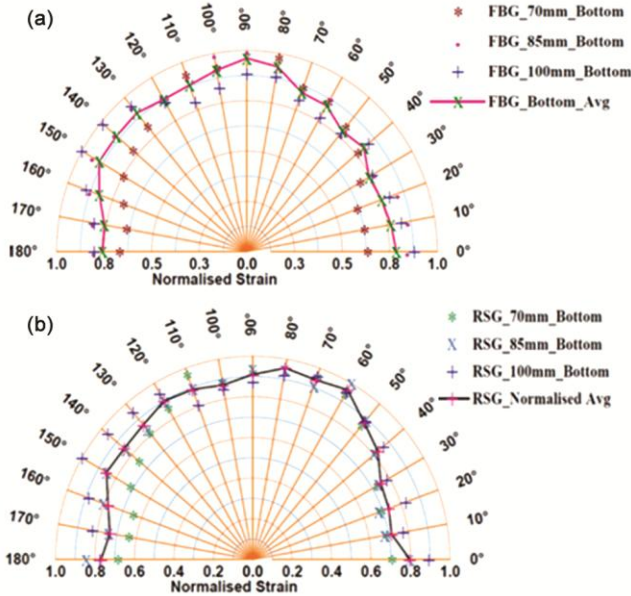 (a)
FBG_70mm_Bottom
FBG_85mm_Bottom
FBG_100mm_Bottom
FBG_Bottom_Avg
180° 170° 160° 150° 140° 130° 120° 110° 100° 90° 80° 70° 60° 50° 40° 30° 20° 10° 0°
1.0 0.8 0.5 0.3 0.0 0.3 0.5 0.8 1.0
Normalised Strain
(b)
RSG_70mm_Bottom
RSG_85mm_Bottom
RSG_100mm_Bottom
RSG_Normalised Avg
180° 170° 160° 150° 140° 130° 120° 110° 100° 90° 80° 70° 60° 50° 40° 30° 20° 10° 0°
1.0 0.8 0.6 0.4 0.2 0.0 0.2 0.4 0.6 0.8 1.0
Normalised Strain